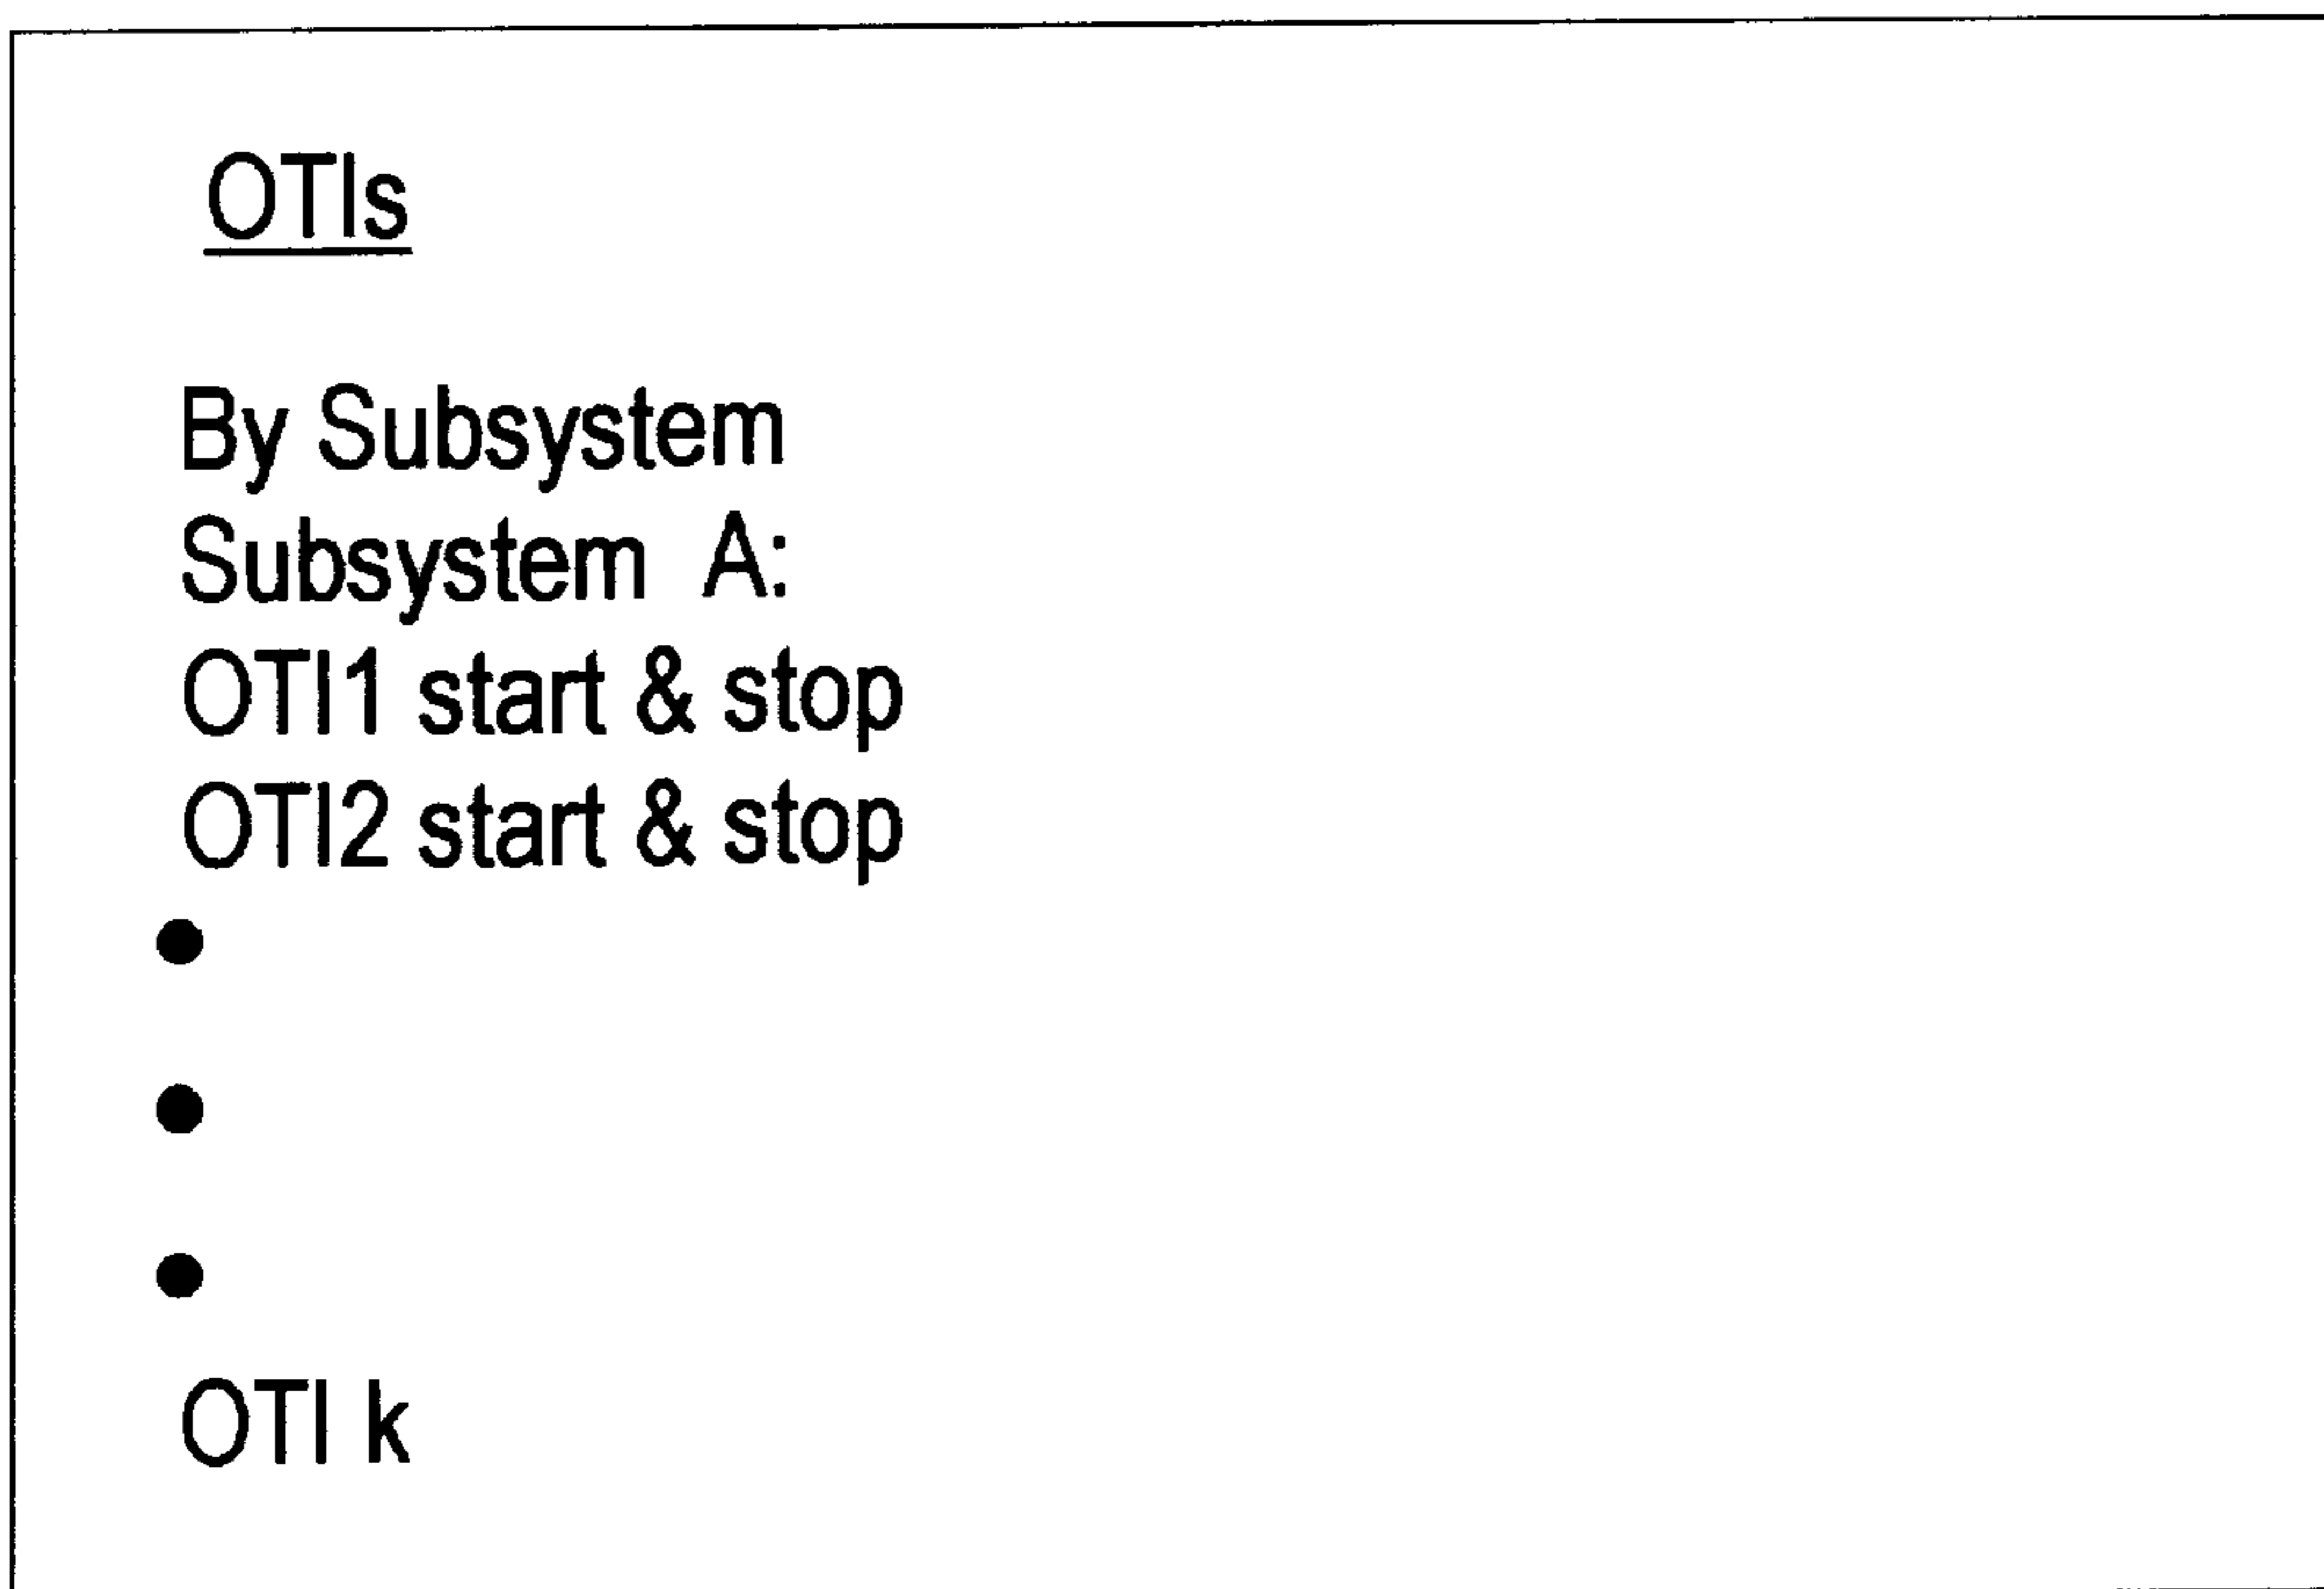 OTIs
By Subsystem
Subsystem A:
OTI1 start & stop
OTI2 start & stop
●
●
●
OTI k